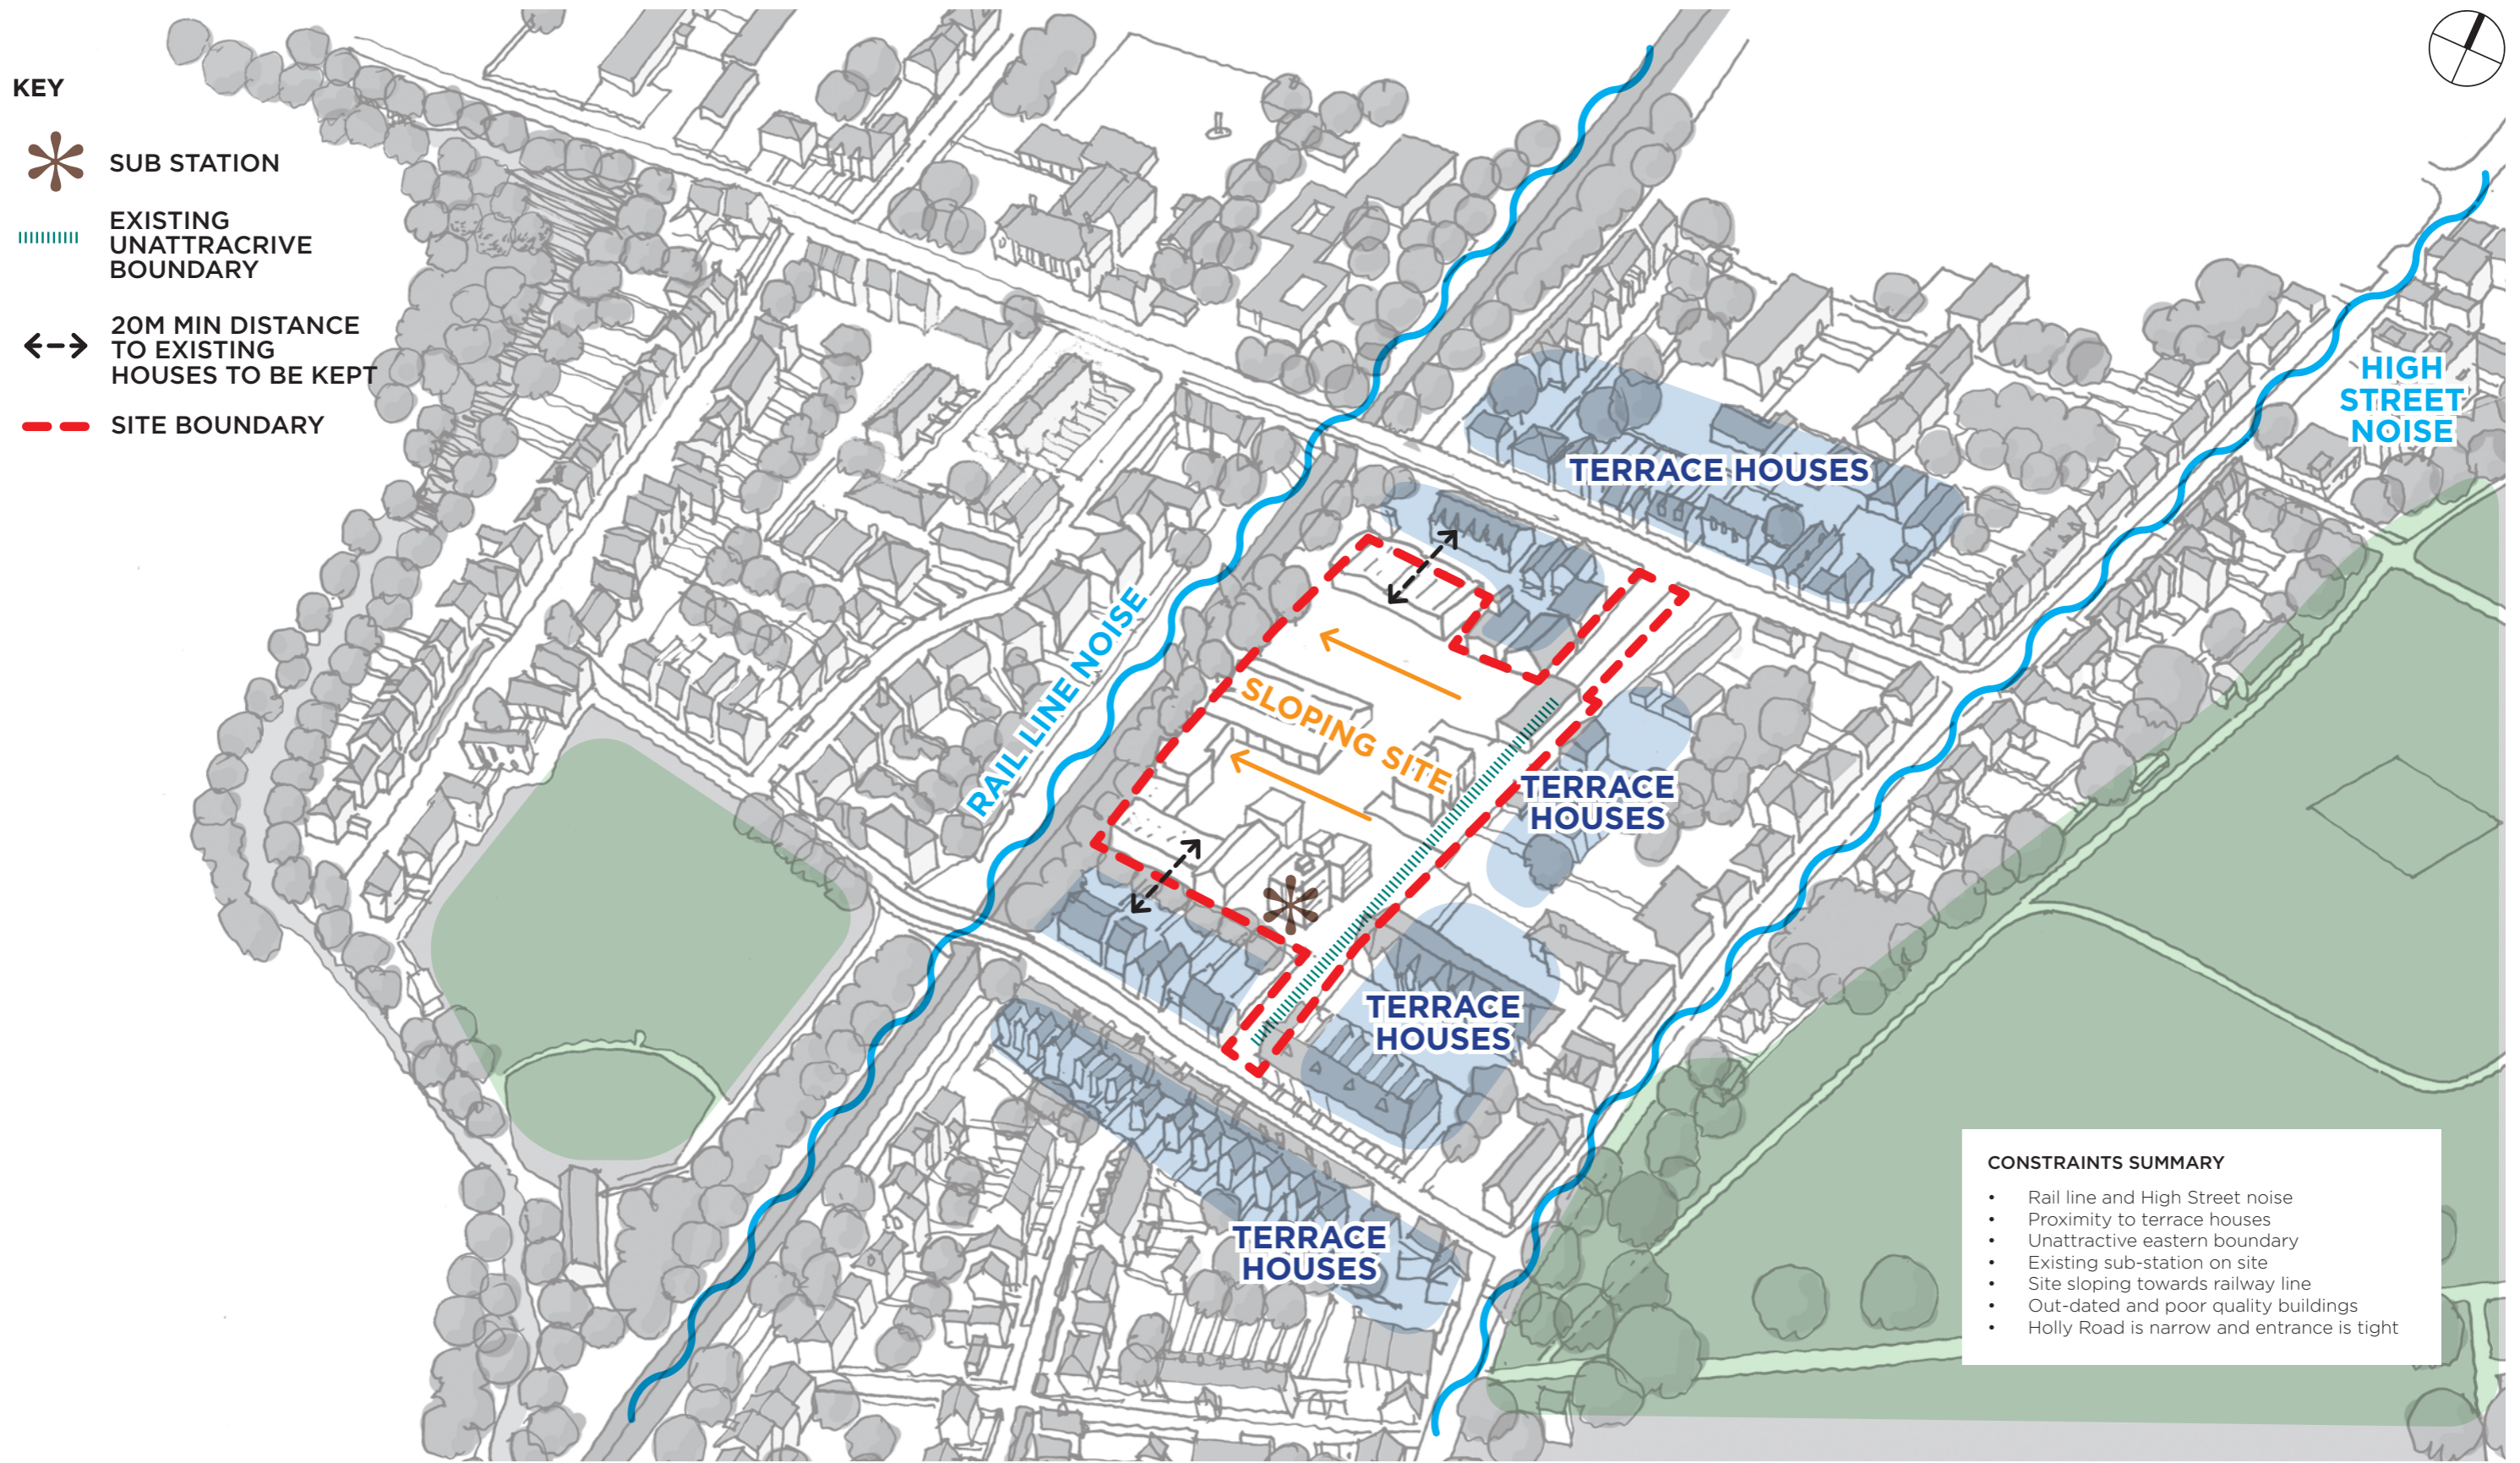 KEY
SUB STATION
EXISTING
UNATTRACRIVE
BOUNDARY
20M MIN DISTANCE
TO EXISTING
HOUSES TO BE KEPT
SITE BOUNDARY
HIGH
STREET
NOISE
TERRACE HOUSES
RAIL LINE NOISE
SLOPING SITE
TERRACE
HOUSES
TERRACE
HOUSES
TERRACE
HOUSES
CONSTRAINTS SUMMARY
• Rail line and High Street noise
• Proximity to terrace houses
• Unattractive eastern boundary
• Existing sub-station on site
• Site sloping towards railway line
• Out-dated and poor quality buildings
• Holly Road is narrow and entrance is tight